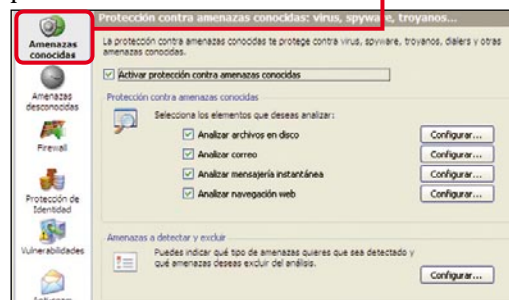 p
Protección contra amenazas conocidas: virus, spyware, troyanos...
Amenazas
conocidas
La protección contra amenazas conocidas te protege contra virus, spyware, troyanos, dialers y otras
amenazas conocidas.
Activar protección contra amenazas conocidas
Amenazas
desconocidas
Protección contra amenazas conocidas
Selecciona los elementos que deseas analizar:
Analizar archivos en disco
Configurar...
Firewall
Analizar correo
Configurar...
Analizar mensajería instantánea
Configurar...
Analizar navegación web
Configurar...
Protección de
Identidad
Vulnerabilidades
Amenazas a detectar y excluir
Puedes indicar qué tipo de amenazas quieres que sea detectado y
qué amenazas deseas excluir del análisis.
Configurar...